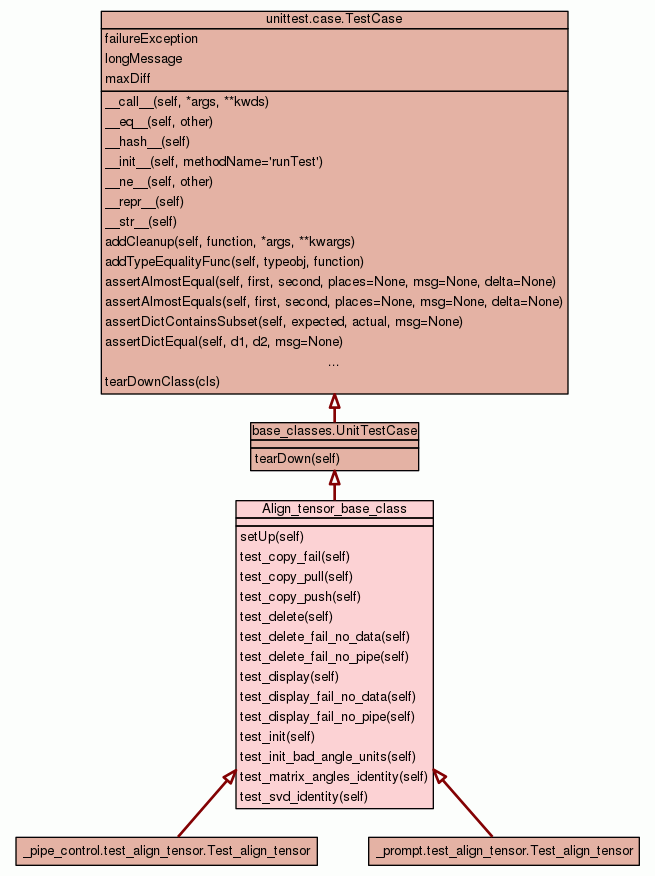 unittest.case.TestCase
failureException
longMessage
maxDiff
__call__(self, *args, **kwds)
__eq__(self, other)
__hash__(self)
__init__(self, methodName='runTest')
__ne__(self, other)
__repr__(self)
__str__(self)
addCleanup(self, function, *args, **kwargs)
addTypeEqualityFunc(self, typeobj, function)
assertAlmostEqual(self, first, second, places=None, msg=None, delta=None)
assertAlmostEquals(self, first, second, places=None, msg=None, delta=None)
assertDictContainsSubset(self, expected, actual, msg=None)
assertDictEqual(self, d1, d2, msg=None)
...
tearDownClass(cls)
base_classes.UnitTestCase
tearDown(self)
Align_tensor_base_class
setUp(self)
test_copy_fail(self)
test_copy_pull(self)
test_copy_push(self)
test_delete(self)
test_delete_fail_no_data(self)
test_delete_fail_no_pipe(self)
test_display(self)
test_display_fail_no_data(self)
test_display_fail_no_pipe(self)
test_init(self)
test_init_bad_angle_units(self)
test_matrix_angles_identity(self)
test_svd_identity(self)
_pipe_control.test_align_tensor.Test_align_tensor
_prompt.test_align_tensor.Test_align_tensor